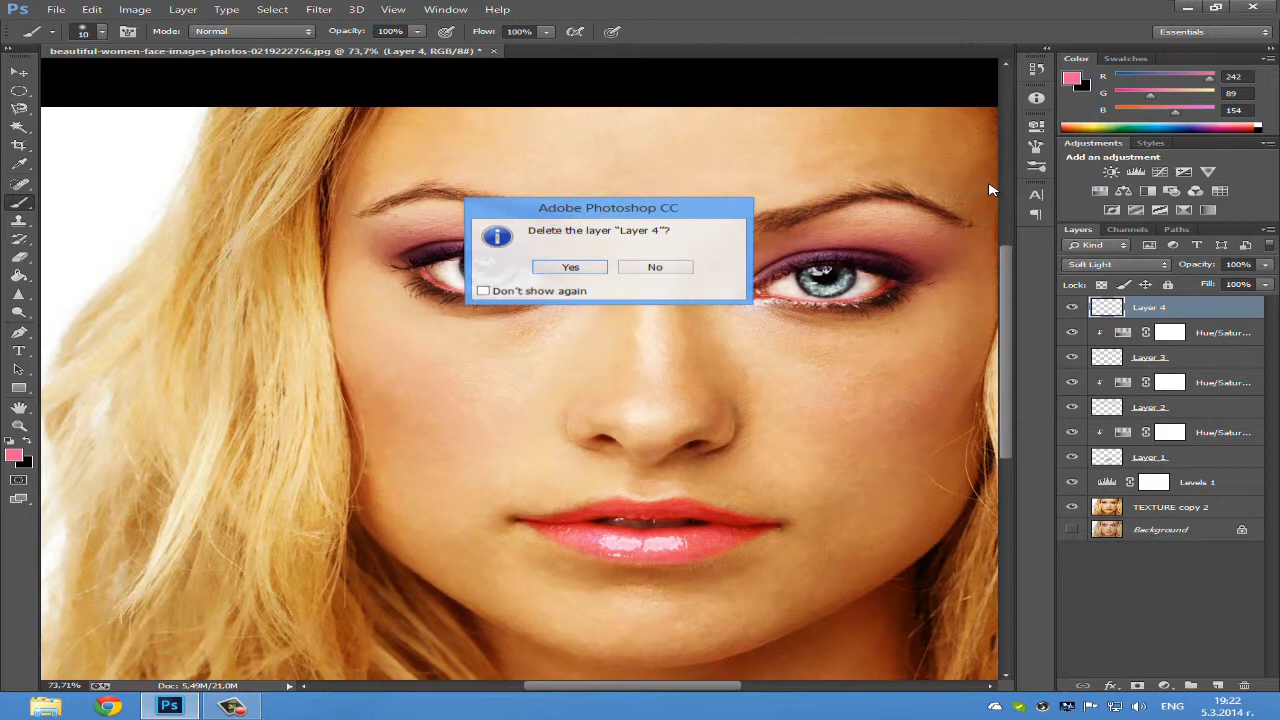 Ps File Edit Image Layer Type Select Filter 3D View Window Help
10 Mode: Normal Opacity: 100% Flow: 100% Essentials
beautiful-women-face-images-photos-0219222756.jpg @ 73,7% (Layer 4, RGB/8#) * ×
Color Swatches
R 242
G 89
B 154
Adjustments Styles
Add an adjustment
Adobe Photoshop CC
Delete the layer "Layer 4"?
Yes No
Don't show again
Layers Channels Paths
Kind
Soft Light Opacity: 100%
Lock: Fill: 100%
Layer 4
Hue/Satur...
Layer 3
Hue/Satur...
Layer 2
Hue/Satur...
Layer 1
Levels 1
TEXTURE copy 2
Background
73,71% Doc: 5,49M/21,0M
fx
Ps ENG 19:22
5.3.2014 г.